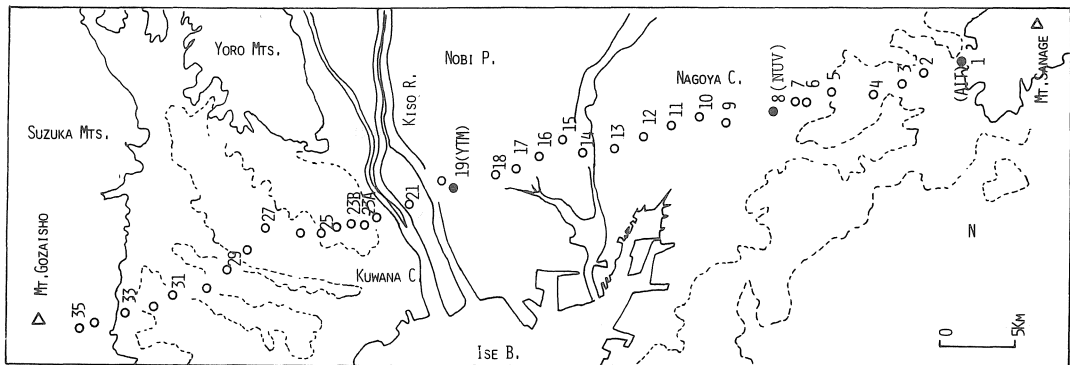 YORO MTS.
SUZUKA MTS.
MT.GOZAISHO
KISO R.
NOBI P.
NAGOYA C.
MT.SANAGE
KUWANA C
ISE B.
N
0
5KM
35
33
31
29
27
25
23B
23A
21
19(YTM)
18
17
16
15
14
13
12
11
10
9
8(NUV)
7
6
5
4
3
2
1
(AIT)